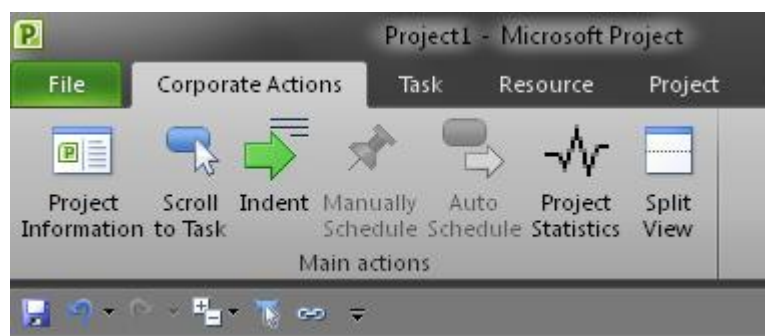 Project1 - Microsoft Project
File Corporate Actions Task Resource Project
Project Scroll Indent Manually Auto Project Split
Information to Task Schedule Schedule Statistics View
Main actions